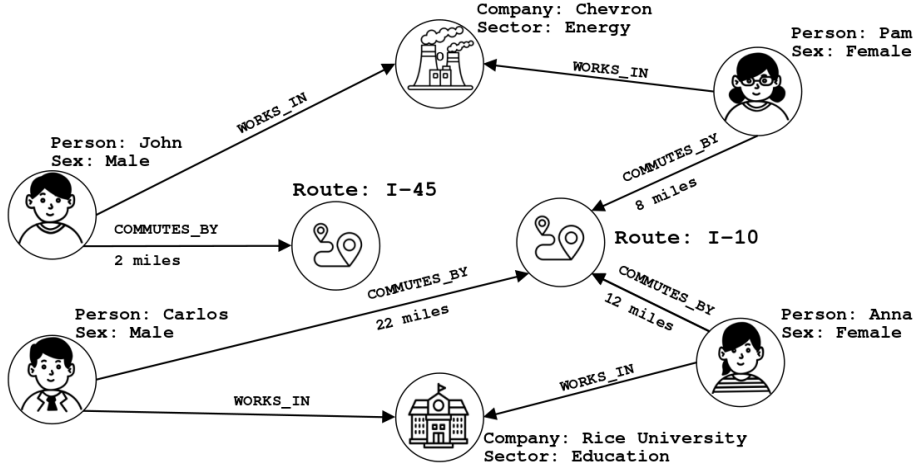 Company: Chevron
Sector: Energy
Person: Pam
Sex: Female
WORKS_IN
WORKS_IN
Person: John
Sex: Male
COMMUTES_BY
8 miles
Route: I-45
COMMUTES_BY
2 miles
Route: I-10
COMMUTES_BY
22 miles
COMMUTES_BY
12 miles
Person: Carlos
Sex: Male
Person: Anna
Sex: Female
WORKS_IN
WORKS_IN
Company: Rice University
Sector: Education